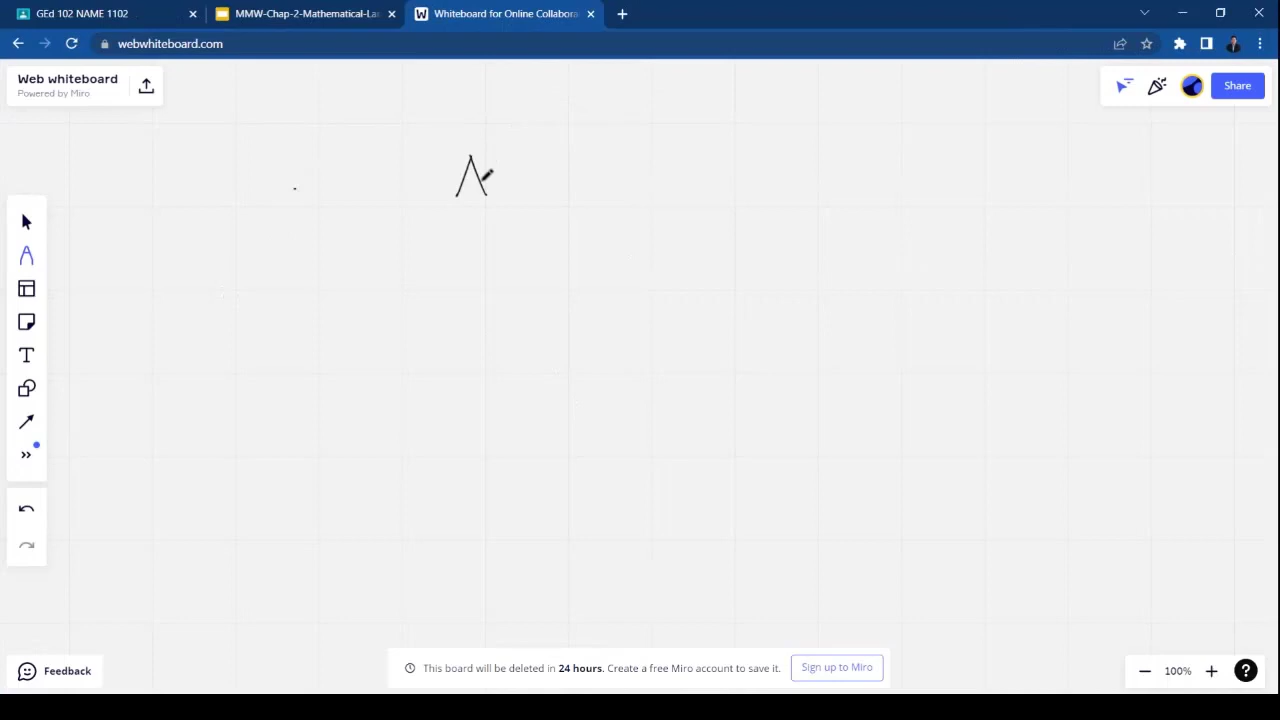 GEd 102 NAME 1102
MMW-Chap-2-Mathematical-La
Whiteboard for Online Collabora
webwhiteboard.com
Web whiteboard
Powered by Miro
Share
Feedback
This board will be deleted in 24 hours. Create a free Miro account to save it.
Sign up to Miro
100%